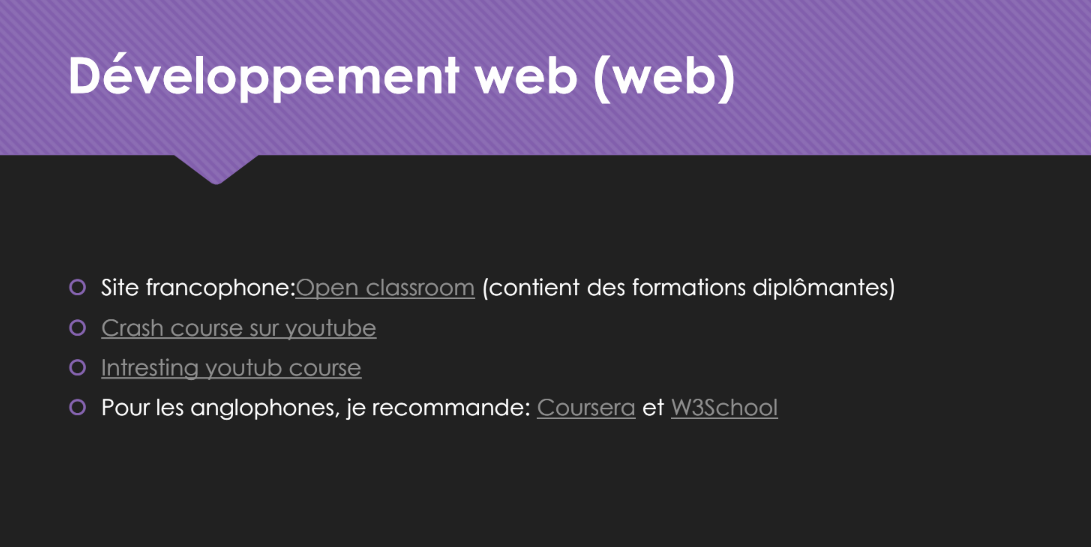 Développement web (web)
Site francophone:Open classroom (contient des formations diplômantes)
Crash course sur youtube
Intresting youtub course
Pour les anglophones, je recommande: Coursera et W3School